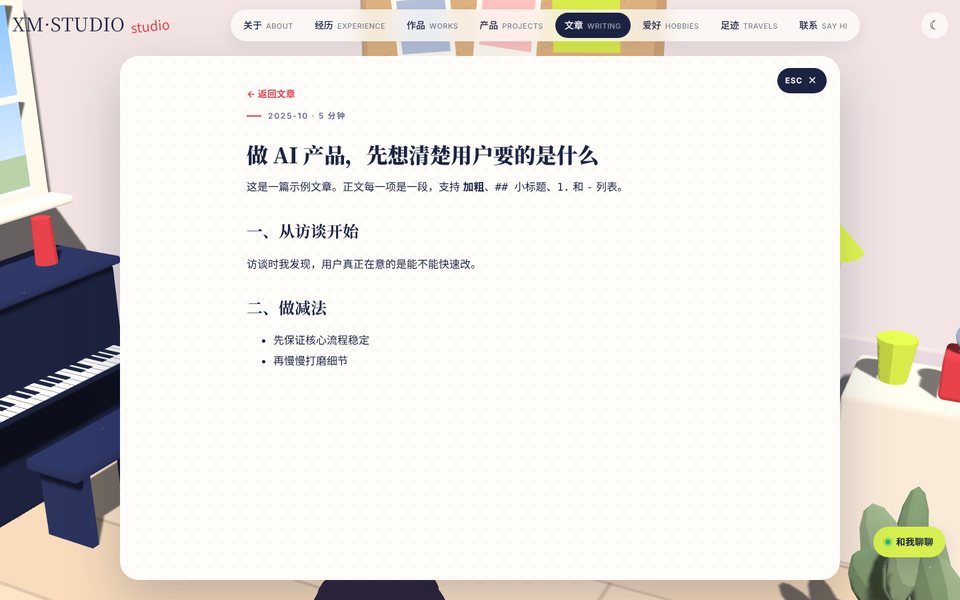 XM·STUDIO studio
关于 ABOUT 经历 EXPERIENCE 作品 WORKS 产品 PROJECTS 文章 WRITING 爱好 HOBBIES 足迹 TRAVELS 联系 SAY HI
ESC ✕
← 返回文章
2025-10 · 5 分钟
做 AI 产品，先想清楚用户要的是什么
这是一篇示例文章。正文每一项是一段，支持 加粗、## 小标题、1. 和 - 列表。
一、从访谈开始
访谈时我发现，用户真正在意的是能不能快速改。
二、做减法
• 先保证核心流程稳定
• 再慢慢打磨细节
和我聊聊